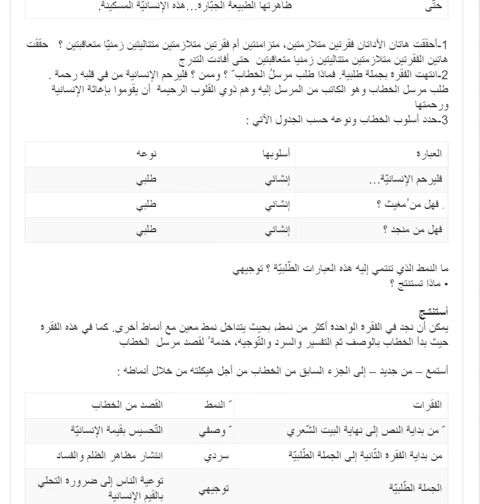 حتّى ظاهرتها الطبيعة الجبّارة...هذه الإنسانيّة المسكينة.
1-أحققت هاتان الأداتان فقرتين متلازمتين، متزامنتين أم فقرتين متلازمتين متتاليتين زمنيًا متعاقبتين ؟ حققت
هاتين الفقرتين متلازمتين متتاليتين زمنيا متعاقبتين حتى أفادت التدرج
2-انتهت الفقرة بجملة طلبية. فماذا طلب مرسلُ الخطاب ؟ وممن ؟ فليرحم الإنسانية من في قلبه رحمة .
طلب مرسل الخطاب وهو الكاتب من المرسل إليه وهم ذوي القلوب الرحيمة أن يقوموا بإغاثة الإنسانية
ورحمتها
3-حدد أسلوب الخطاب ونوعه حسب الجدول الآتي :
العبارة أسلوبها نوعه
فليرحم الإنسانيّة... إنشائي طلبي
. فهل من مُغيث ؟ إنشائي طلبي
فهل من منجد ؟ إنشائي طلبي
ما النمط الذي تنتمي إليه هذه العبارات الطّلبيّة ؟ توجيهي
• ماذا تستنتج ؟
أستنتج
يمكن أن نجد في الفقرة الواحدة أكثر من نمط، بحيث يتداخل نمط معين مع أنماط أخرى. كما في هذه الفقرة
حيث بدأ الخطاب بالوصف ثم التفسير والسرد والتّوجيه، خدمة لقصد مرسل الخطاب
أستمع – من جديد – إلى الجزء السابق من الخطاب من أجل هيكلته من خلال أنماطه :
الفقرات النمط القصد من الخطاب
من بداية النص إلى نهاية البيت الشّعري وصفي التّحسيس بقيمة الإنسانيّة
من بداية الفقرة الثّانية إلى الجملة الطّلبيّة سردي انتشار مظاهر الظلم والفساد
الجملة الطّلبيّة توجيهي توعية الناس إلى ضرورة التحلي
بالقيم الإنسانية